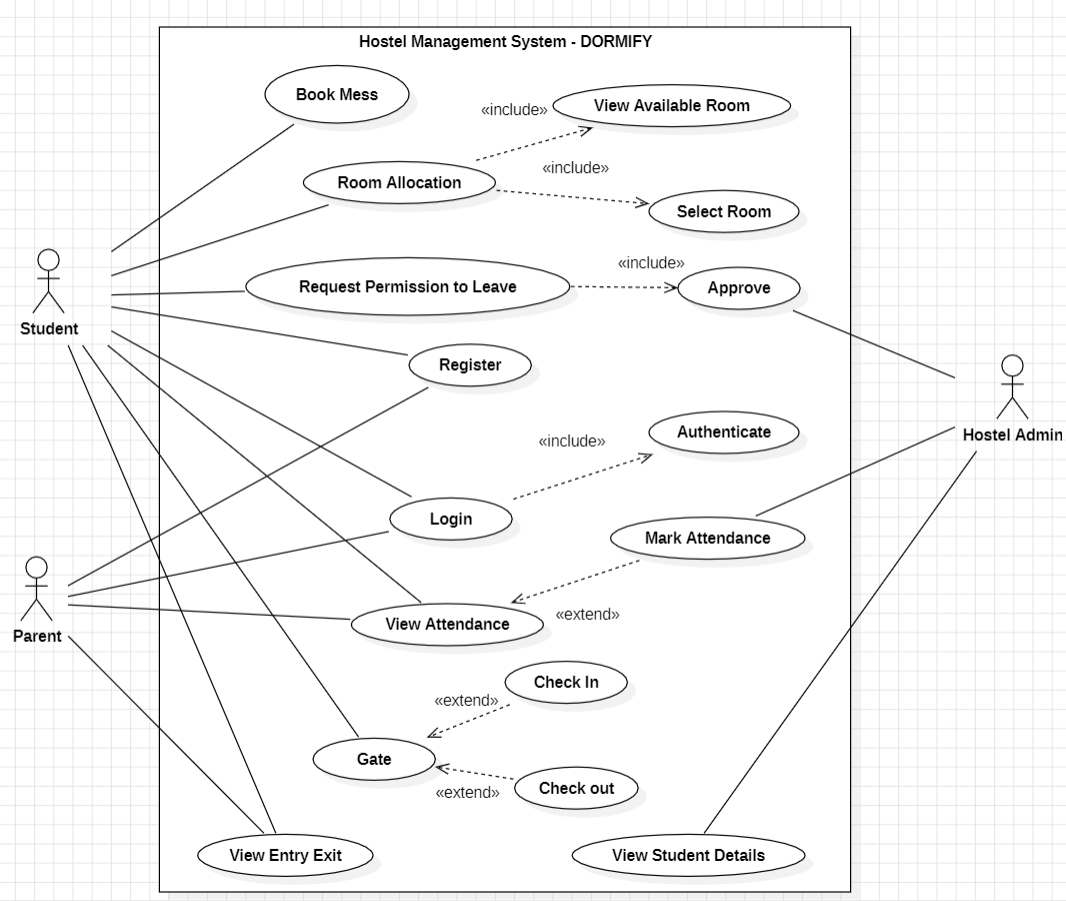 Hostel Management System - DORMIFY
Book Mess
«include»
View Available Room
«include»
Room Allocation
Select Room
«include»
Request Permission to Leave
Approve
Student
Register
Authenticate
Hostel Admin
«include»
Login
Mark Attendance
«extend»
View Attendance
Parent
Check In
«extend»
Gate
Check out
«extend»
View Entry Exit
View Student Details